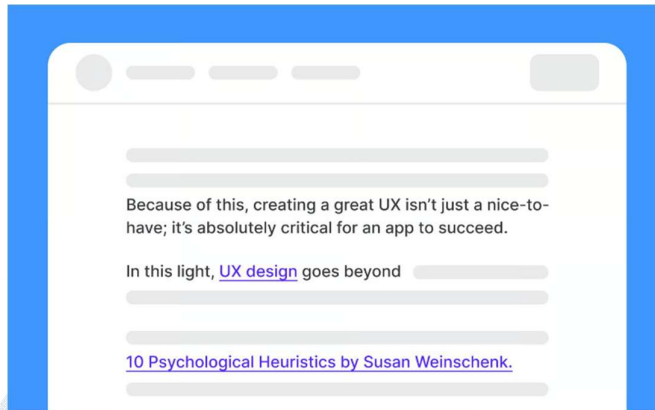 Because of this, creating a great UX isn’t just a nice-to-
have; it’s absolutely critical for an app to succeed.
In this light, UX design goes beyond
10 Psychological Heuristics by Susan Weinschenk.